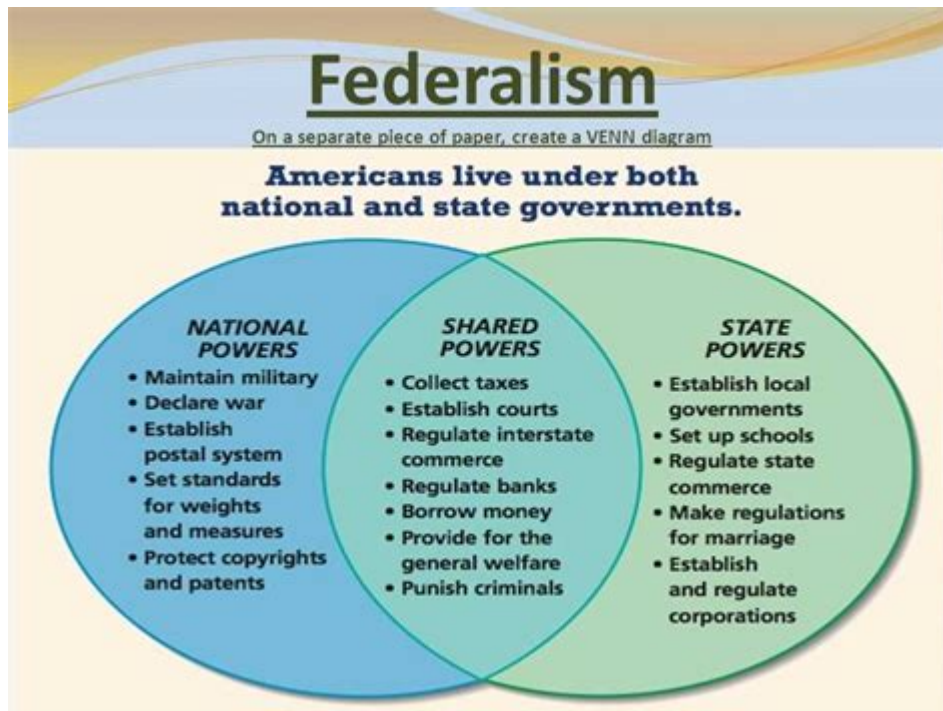 Federalism
On a separate piece of paper, create a VENN diagram
Americans live under both
national and state governments.
NATIONAL
POWERS
• Maintain military
• Declare war
• Establish
postal system
• Set standards
for weights
and measures
• Protect copyrights
and patents
SHARED
POWERS
• Collect taxes
• Establish courts
• Regulate interstate
commerce
• Regulate banks
• Borrow money
• Provide for the
general welfare
• Punish criminals
STATE
POWERS
• Establish local
governments
• Set up schools
• Regulate state
commerce
• Make regulations
for marriage
• Establish
and regulate
corporations